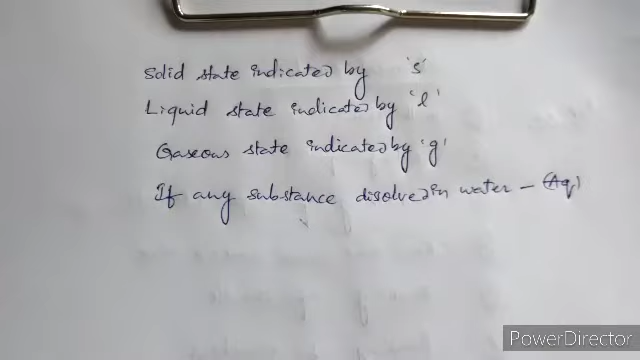 Solid state indicated by 's'
Liquid state indicated by 'l'
Gaseous state indicated by 'g'
If any substance disolved in water - (Aq)
PowerDirector